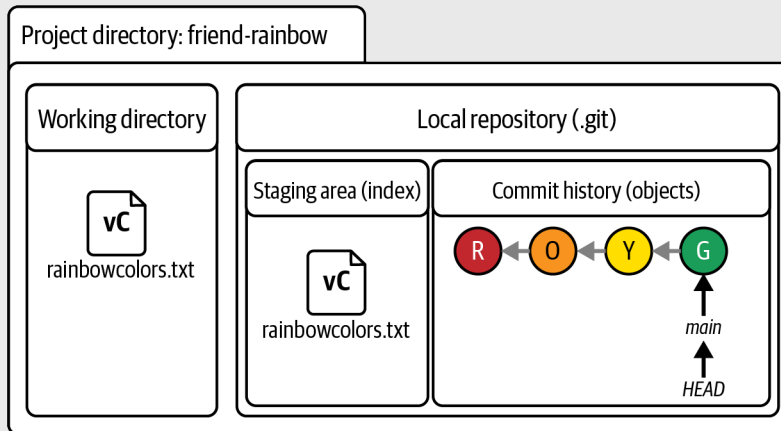 Project directory: friend-rainbow
Working directory
Local repository (.git)
Staging area (index)
Commit history (objects)
vC
rainbowcolors.txt
vC
rainbowcolors.txt
R
O
Y
G
main
HEAD